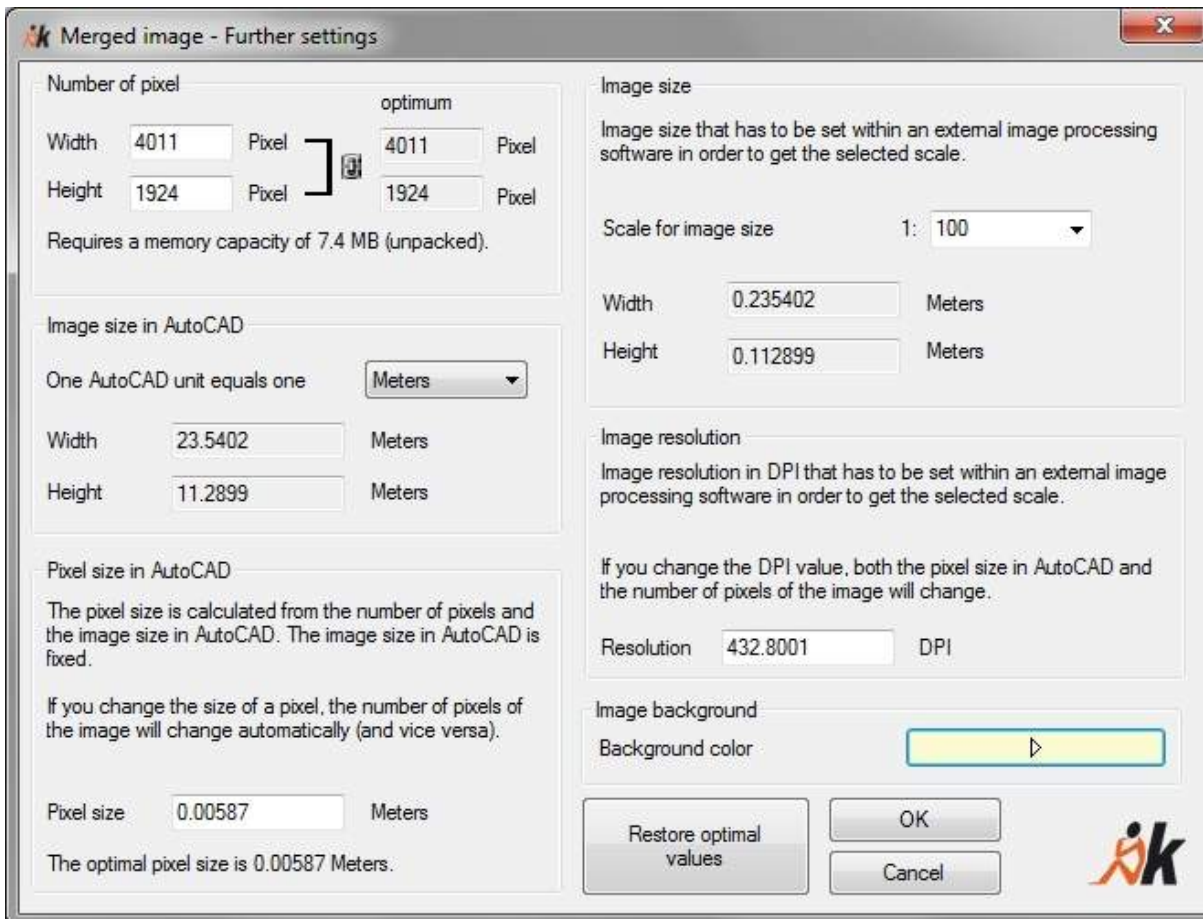 Merged image - Further settings
Number of pixel
optimum
Width 4011 Pixel 4011 Pixel
Height 1924 Pixel 1924 Pixel
Requires a memory capacity of 7.4 MB (unpacked).
Image size in AutoCAD
One AutoCAD unit equals one Meters
Width 23.5402 Meters
Height 11.2899 Meters
Pixel size in AutoCAD
The pixel size is calculated from the number of pixels and
the image size in AutoCAD. The image size in AutoCAD is
fixed.
If you change the size of a pixel, the number of pixels of
the image will change automatically (and vice versa).
Pixel size 0.00587 Meters
The optimal pixel size is 0.00587 Meters.
Image size
Image size that has to be set within an external image processing
software in order to get the selected scale.
Scale for image size 1: 100
Width 0.235402 Meters
Height 0.112899 Meters
Image resolution
Image resolution in DPI that has to be set within an external image
processing software in order to get the selected scale.
If you change the DPI value, both the pixel size in AutoCAD and
the number of pixels of the image will change.
Resolution 432.8001 DPI
Image background
Background color
Restore optimal
values
OK
Cancel
k